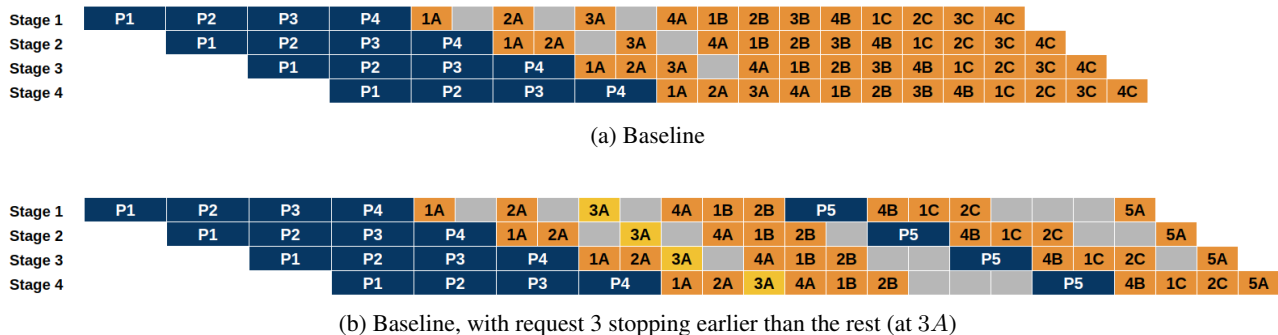 Stage 1 P1 P2 P3 P4 1A 2A 3A 4A 1B 2B 3B 4B 1C 2C 3C 4C
Stage 2 P1 P2 P3 P4 1A 2A 3A 4A 1B 2B 3B 4B 1C 2C 3C 4C
Stage 3 P1 P2 P3 P4 1A 2A 3A 4A 1B 2B 3B 4B 1C 2C 3C 4C
Stage 4 P1 P2 P3 P4 1A 2A 3A 4A 1B 2B 3B 4B 1C 2C 3C 4C
(a) Baseline
Stage 1 P1 P2 P3 P4 1A 2A 3A 4A 1B 2B P5 4B 1C 2C 5A
Stage 2 P1 P2 P3 P4 1A 2A 3A 4A 1B 2B P5 4B 1C 2C 5A
Stage 3 P1 P2 P3 P4 1A 2A 3A 4A 1B 2B P5 4B 1C 2C 5A
Stage 4 P1 P2 P3 P4 1A 2A 3A 4A 1B 2B P5 4B 1C 2C 5A
(b) Baseline, with request 3 stopping earlier than the rest (at 3A)